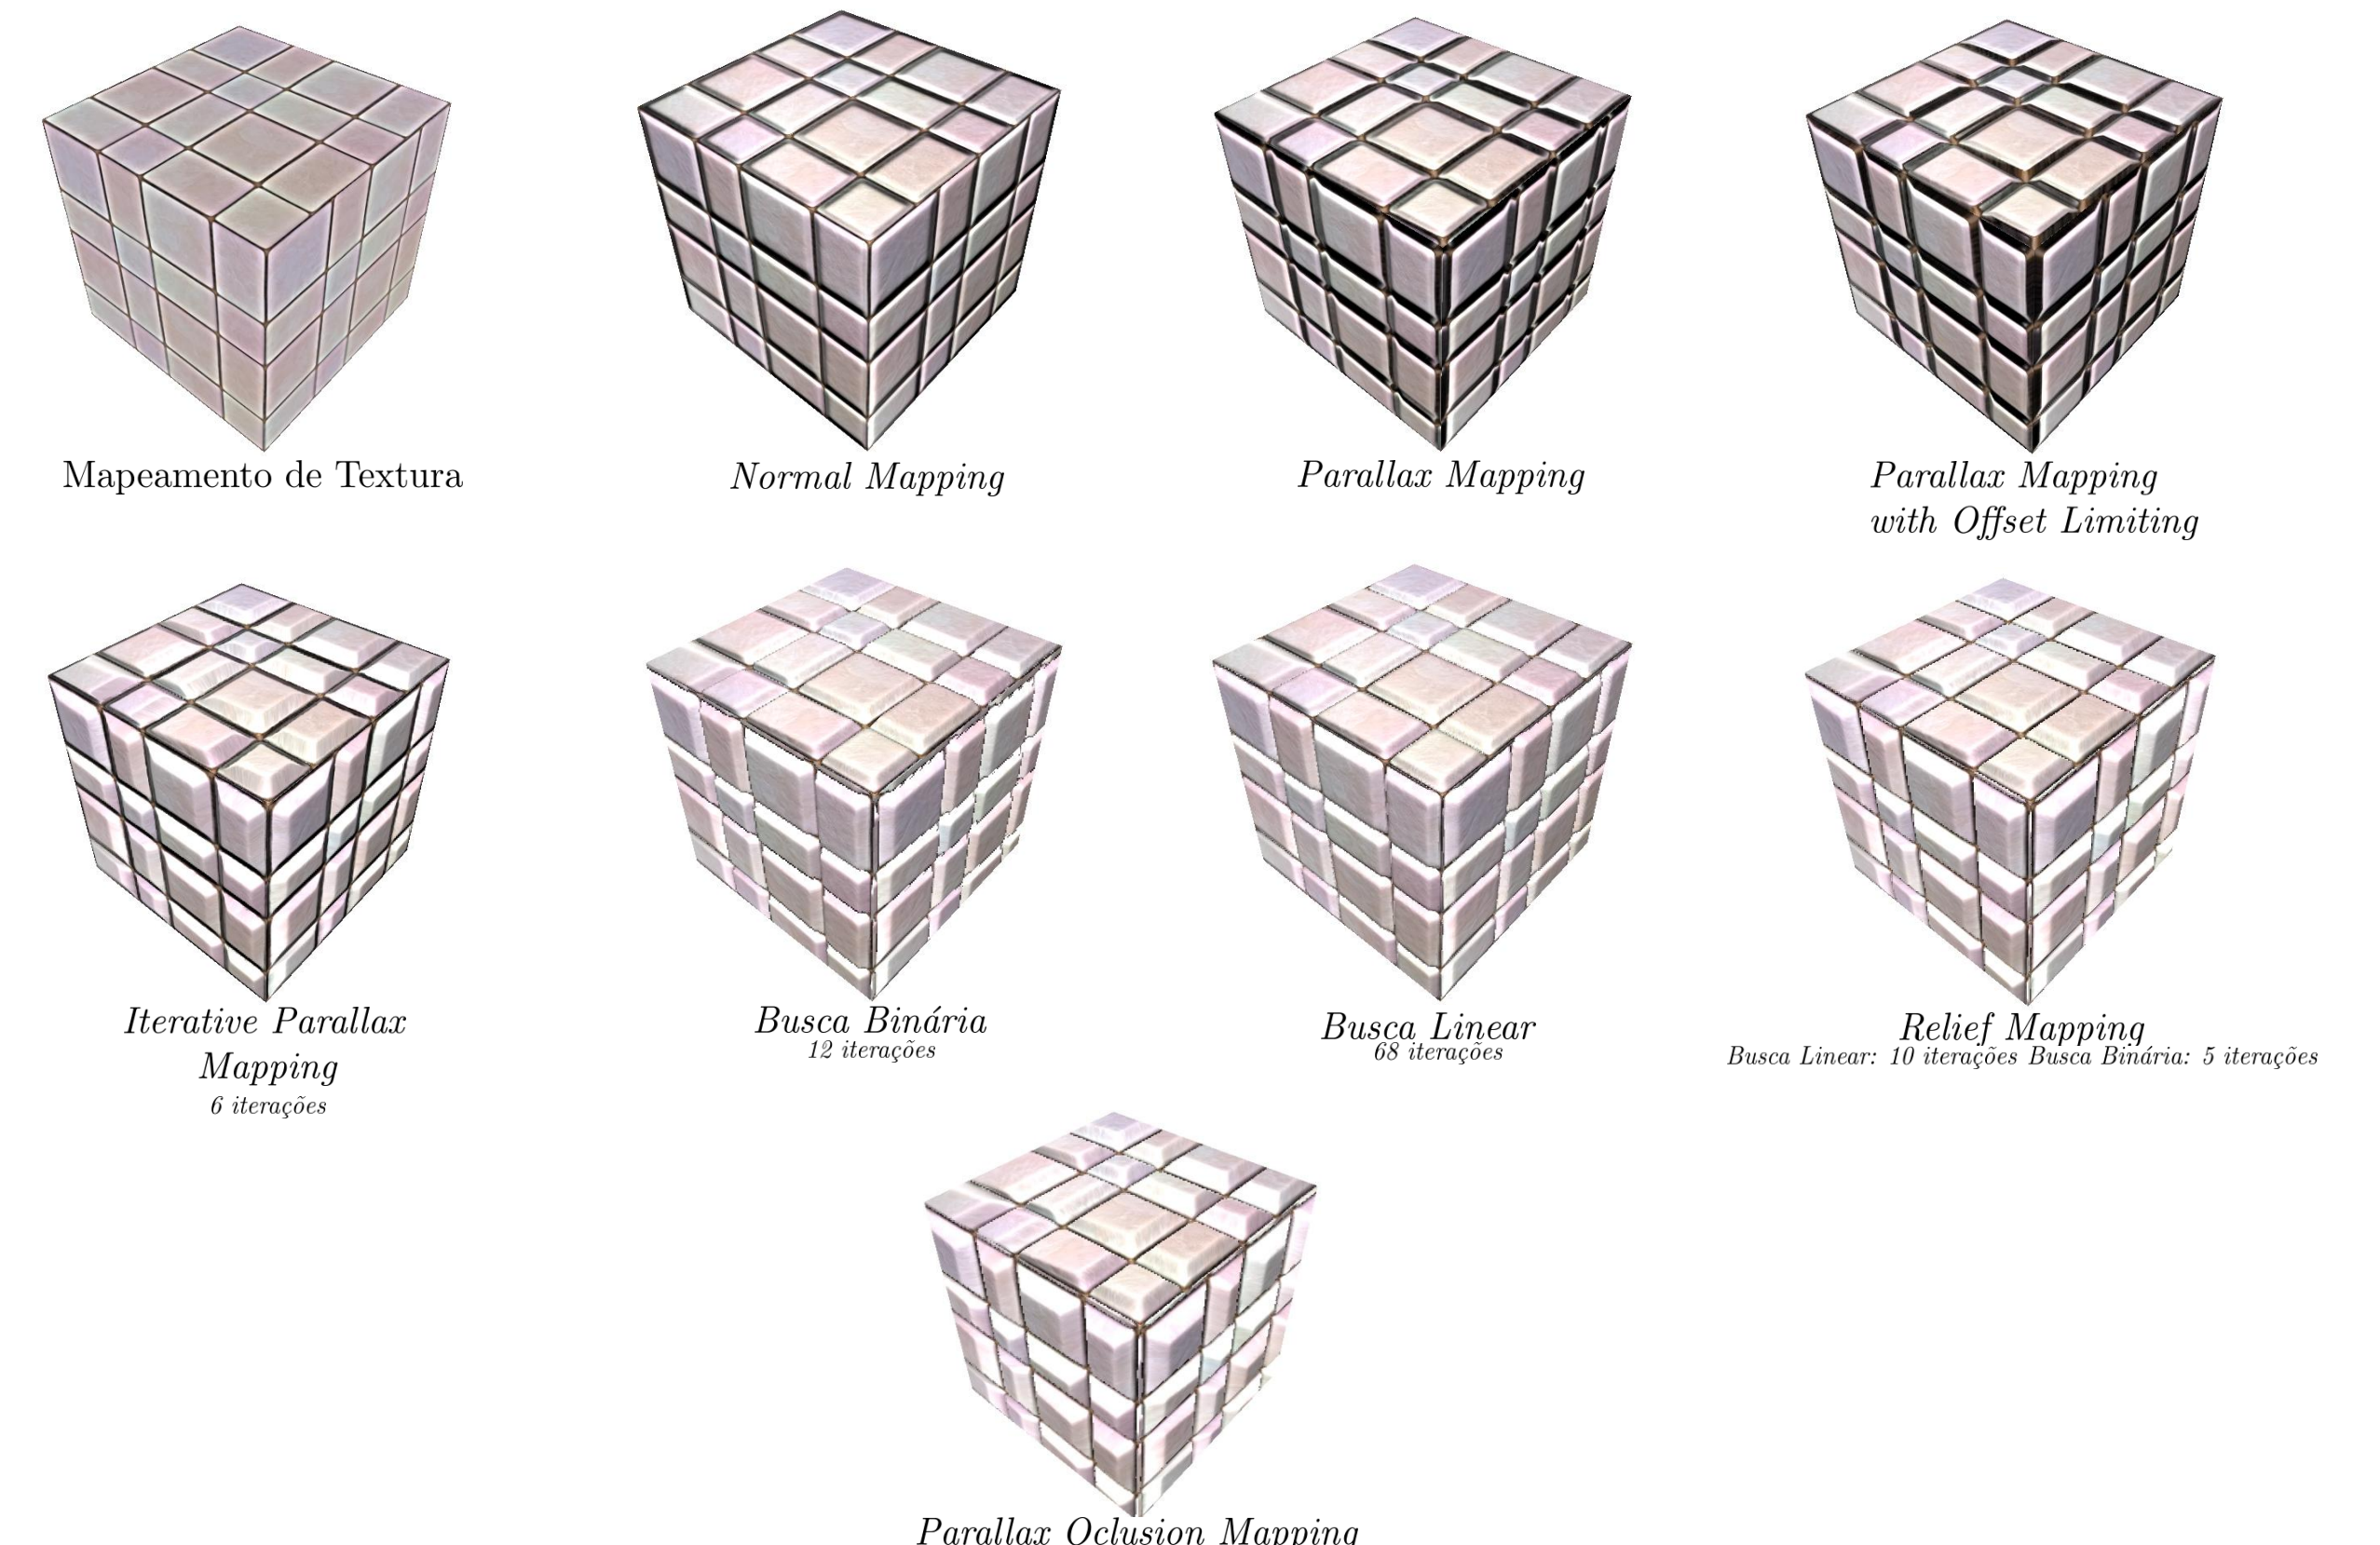 Mapeamento de Textura
Normal Mapping
Parallax Mapping
Parallax Mapping
with Offset Limiting
Iterative Parallax
Mapping
6 iterações
Busca Binária
12 iterações
Busca Linear
68 iterações
Relief Mapping
Busca Linear: 10 iterações Busca Binária: 5 iterações
Parallax Oclusion Mapping